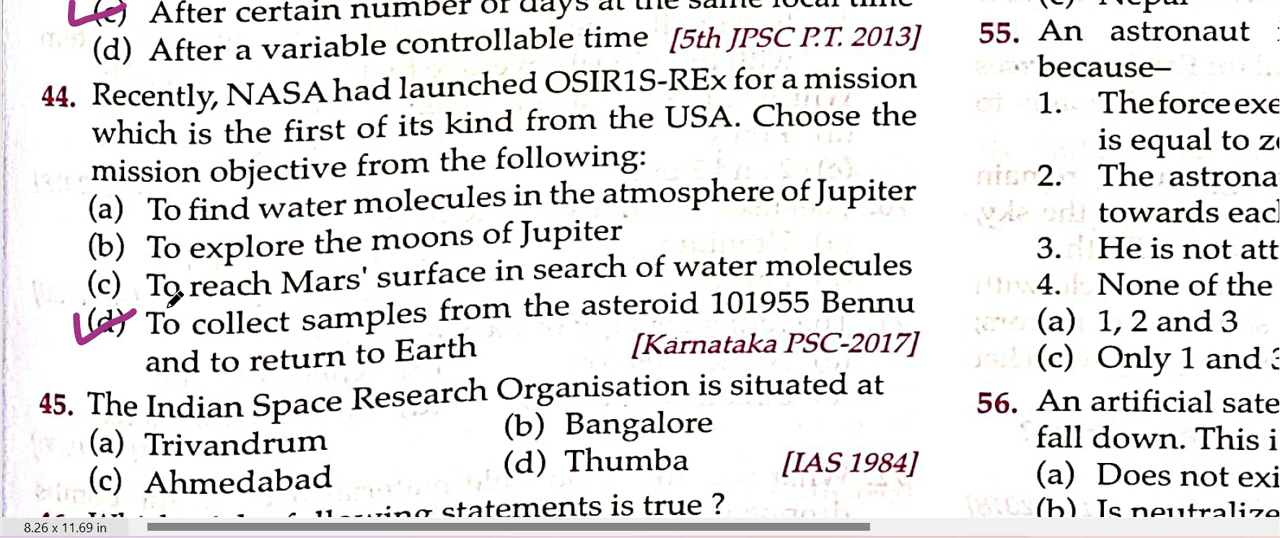 (c) After certain number of days at the same local time
(d) After a variable controllable time [5th JPSC P.T. 2013]
44. Recently, NASA had launched OSIR1S-REx for a mission
which is the first of its kind from the USA. Choose the
mission objective from the following:
(a) To find water molecules in the atmosphere of Jupiter
(b) To explore the moons of Jupiter
(c) To reach Mars' surface in search of water molecules
(d) To collect samples from the asteroid 101955 Bennu
and to return to Earth [Karnataka PSC-2017]
45. The Indian Space Research Organisation is situated at
(a) Trivandrum (b) Bangalore
(c) Ahmedabad (d) Thumba [IAS 1984]
statements is true ?
(c) Nepal
55. An astronaut
because–
1. The force exe
is equal to z
2. The astrona
towards eac
3. He is not att
4. None of the
(a) 1, 2 and 3
(c) Only 1 and
56. An artificial sate
fall down. This i
(a) Does not exi
(b) Is neutralize
8.26 x 11.69 in